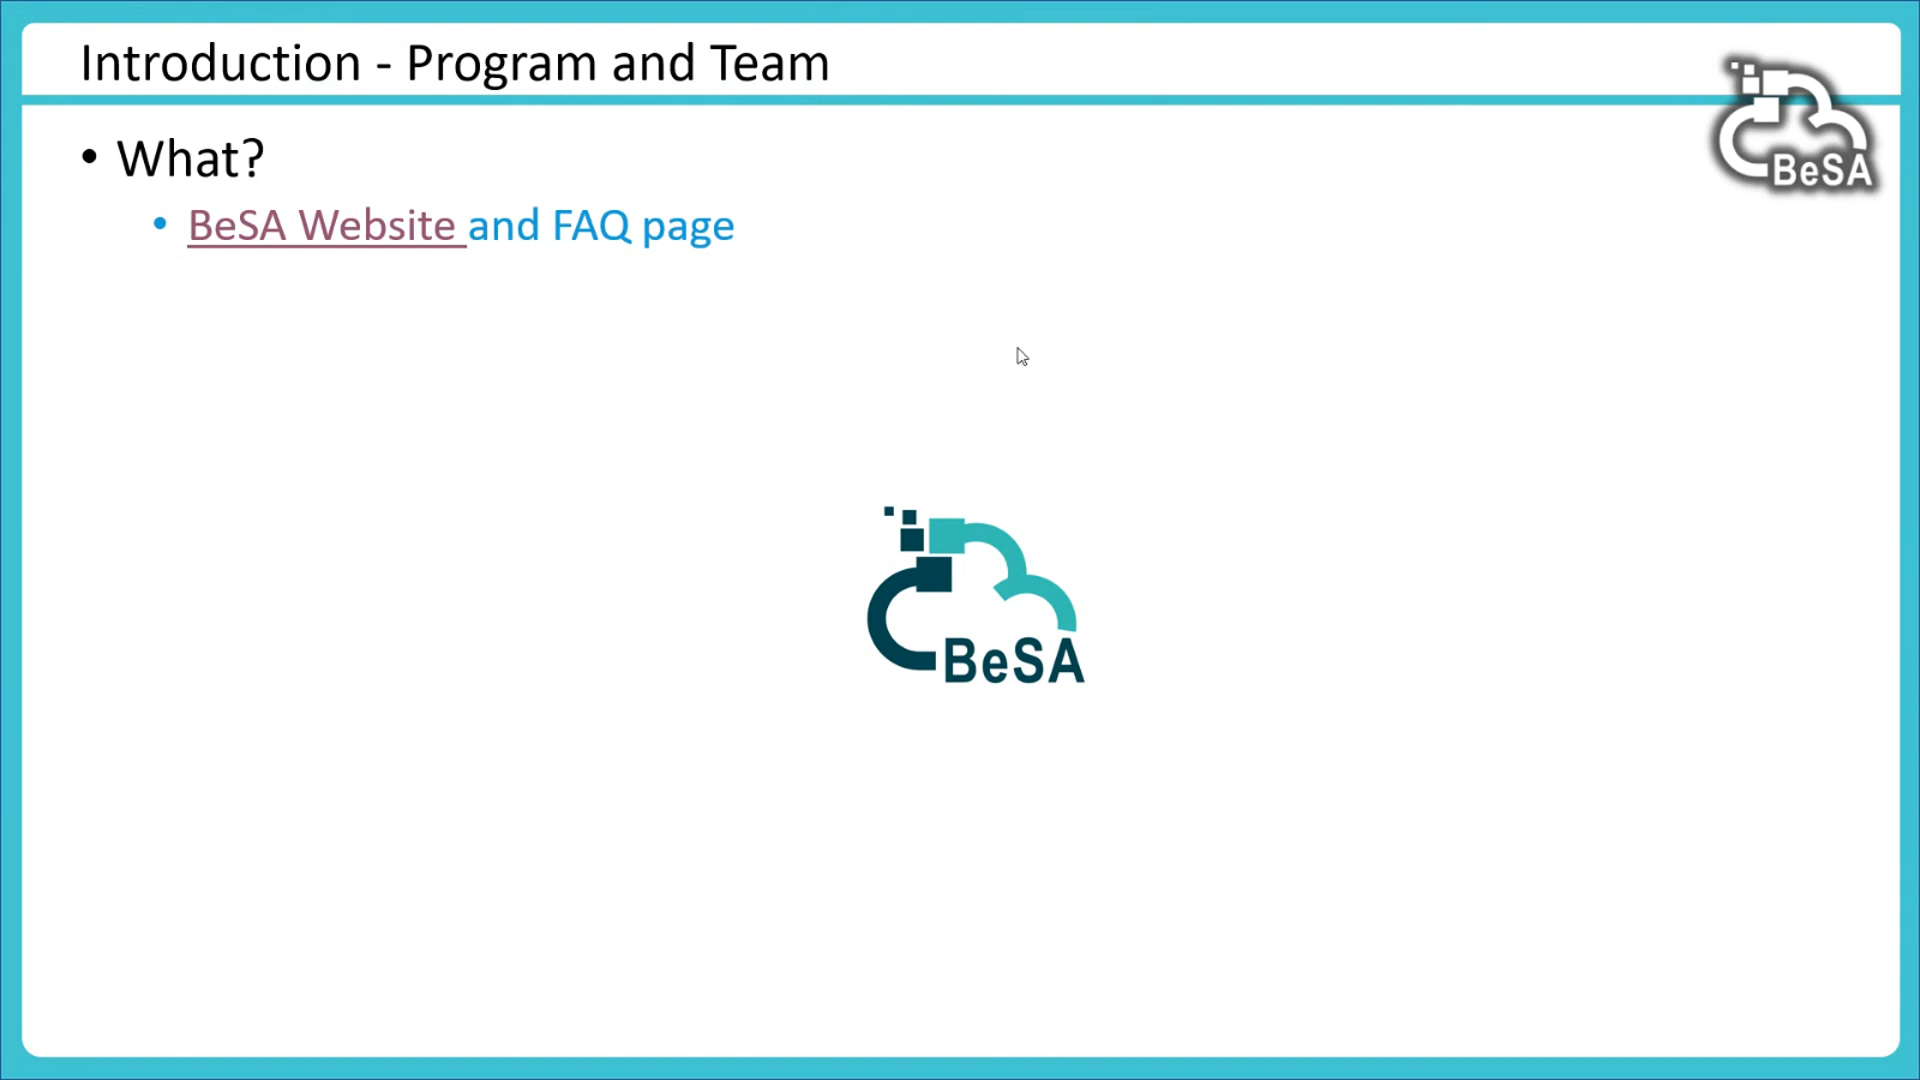 Introduction - Program and Team
BeSA
• What?
• BeSA Website and FAQ page
BeSA